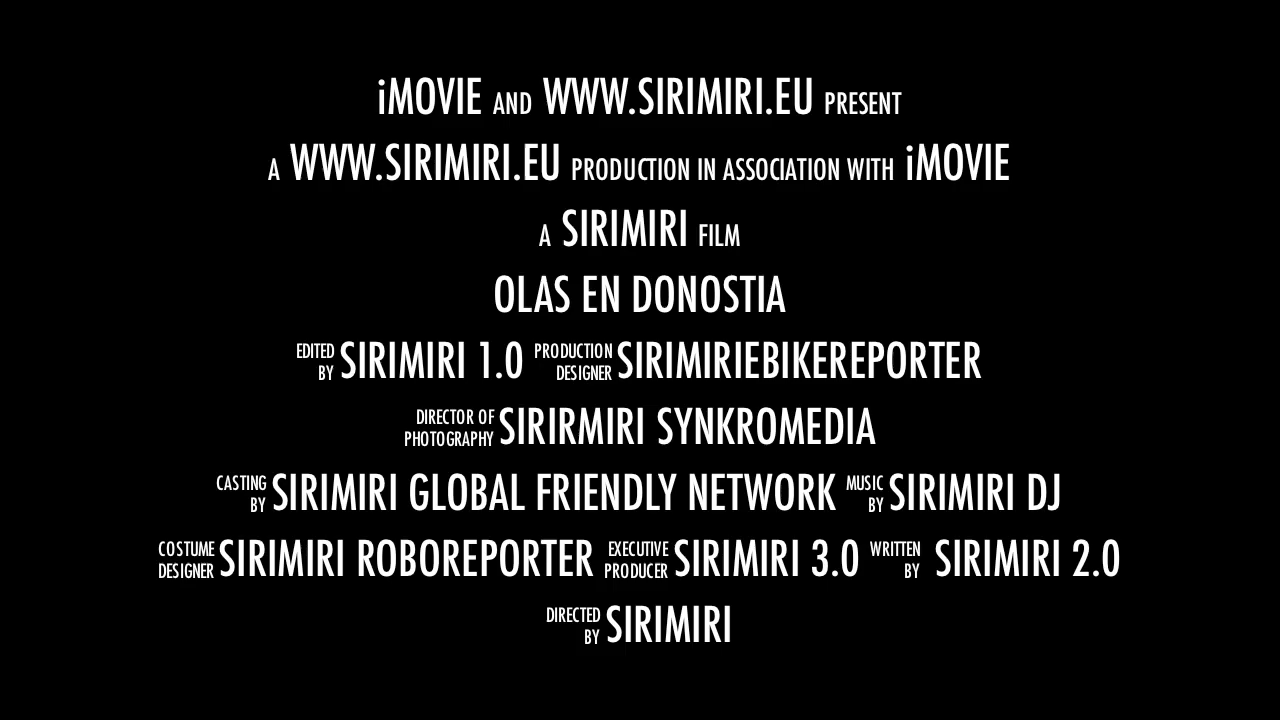 iMOVIE AND WWW.SIRIMIRI.EU PRESENT
A WWW.SIRIMIRI.EU PRODUCTION IN ASSOCIATION WITH iMOVIE
A SIRIMIRI FILM
OLAS EN DONOSTIA
EDITED BY SIRIMIRI 1.0 PRODUCTION DESIGNER SIRIMIRIEBIKEREPORTER
DIRECTOR OF PHOTOGRAPHY SIRIRMIRI SYNKROMEDIA
CASTING BY SIRIMIRI GLOBAL FRIENDLY NETWORK MUSIC BY SIRIMIRI DJ
COSTUME DESIGNER SIRIMIRI ROBOREPORTER EXECUTIVE PRODUCER SIRIMIRI 3.0 WRITTEN BY SIRIMIRI 2.0
DIRECTED BY SIRIMIRI